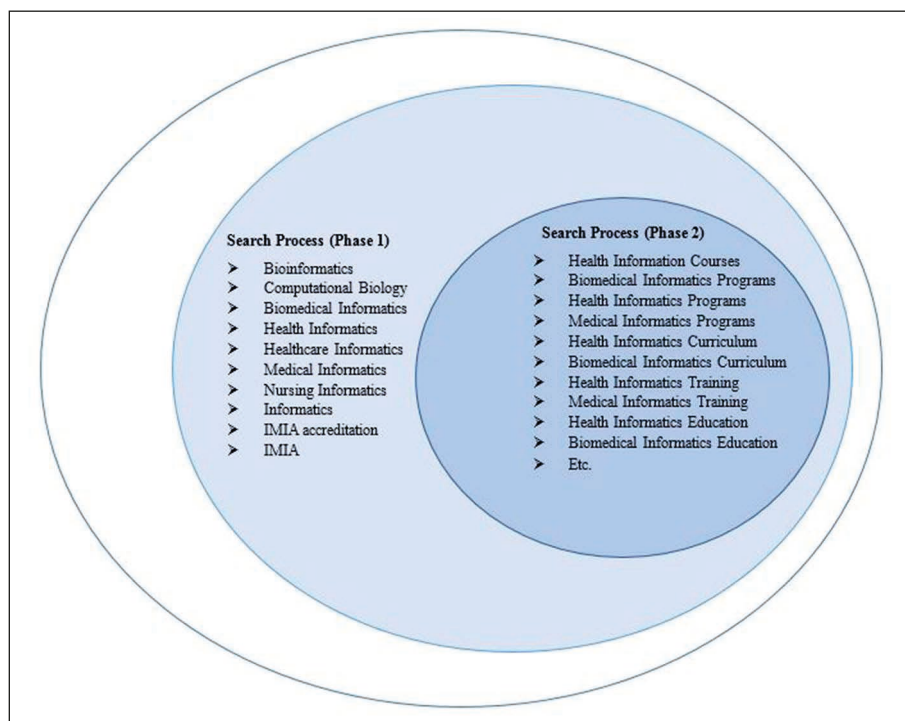 Search Process (Phase 1)
➤ Bioinformatics
➤ Computational Biology
➤ Biomedical Informatics
➤ Health Informatics
➤ Healthcare Informatics
➤ Medical Informatics
➤ Nursing Informatics
➤ Informatics
➤ IMIA accreditation
➤ IMIA
Search Process (Phase 2)
➤ Health Information Courses
➤ Biomedical Informatics Programs
➤ Health Informatics Programs
➤ Medical Informatics Programs
➤ Health Informatics Curriculum
➤ Biomedical Informatics Curriculum
➤ Health Informatics Training
➤ Medical Informatics Training
➤ Health Informatics Education
➤ Biomedical Informatics Education
➤ Etc.